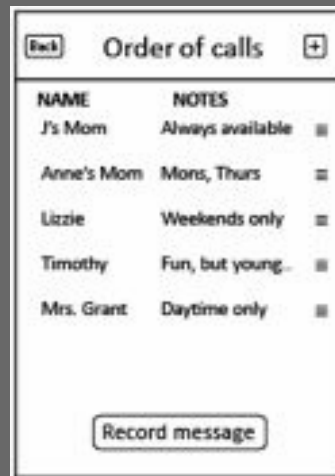 Back Order of calls +
NAME NOTES
J's Mom Always available
Anne's Mom Mons, Thurs
Lizzie Weekends only
Timothy Fun, but young..
Mrs. Grant Daytime only
Record message